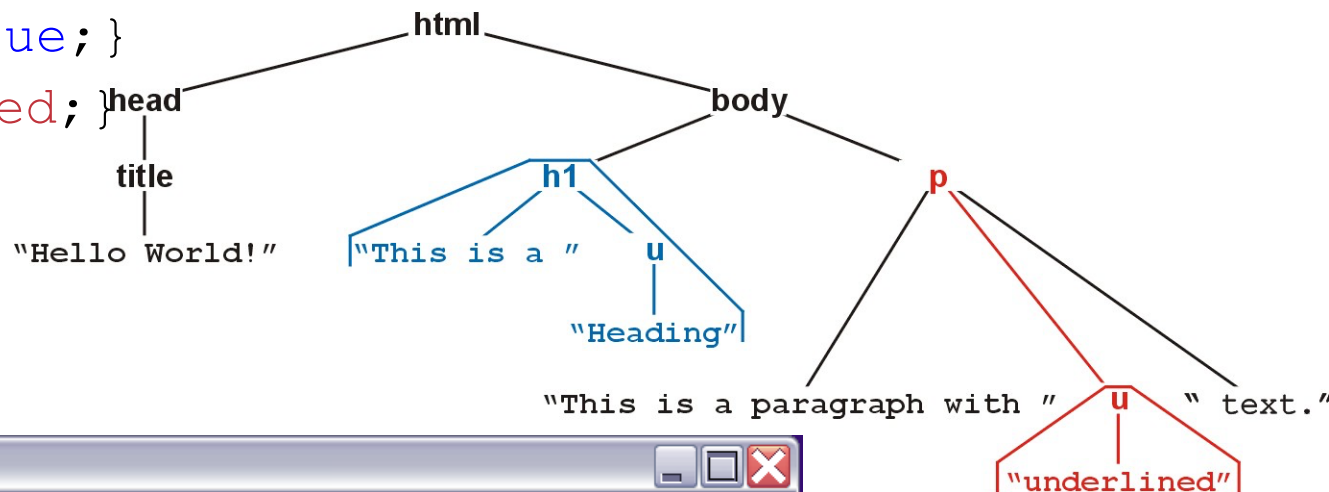 ue;}
html
ed; }
head
body
title
h1
p
“Hello World!”
“This is a ”
u
“Heading”
“This is a paragraph with ”
u
“ text.”
“underlined”